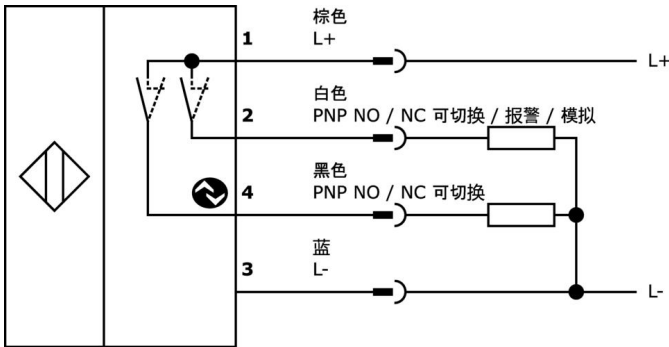 棕色
1 L+
L+
白色
2 PNP NO / NC 可切换 / 报警 / 模拟
黑色
4 PNP NO / NC 可切换
蓝
3 L-
L-